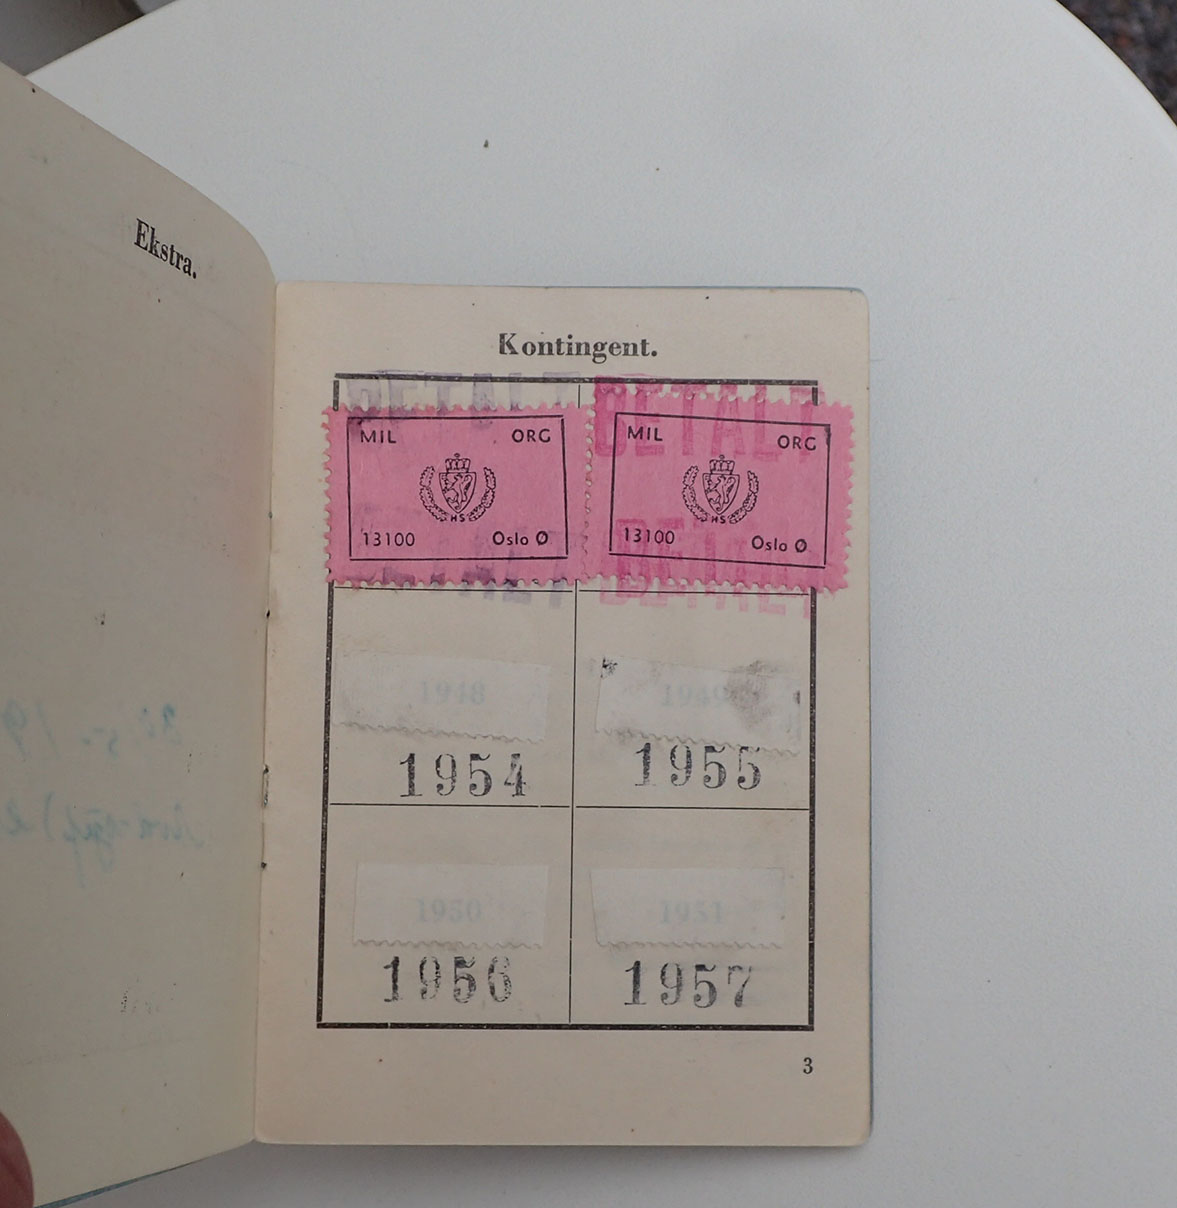 Ekstra.
Kontingent.
BETALT BETALT
MIL ORG MIL ORG
HS HS
13100 Oslo Ø 13100 Oslo Ø
BETALT
1948 1949
1954 1955
1950 1951
1956 1957
3